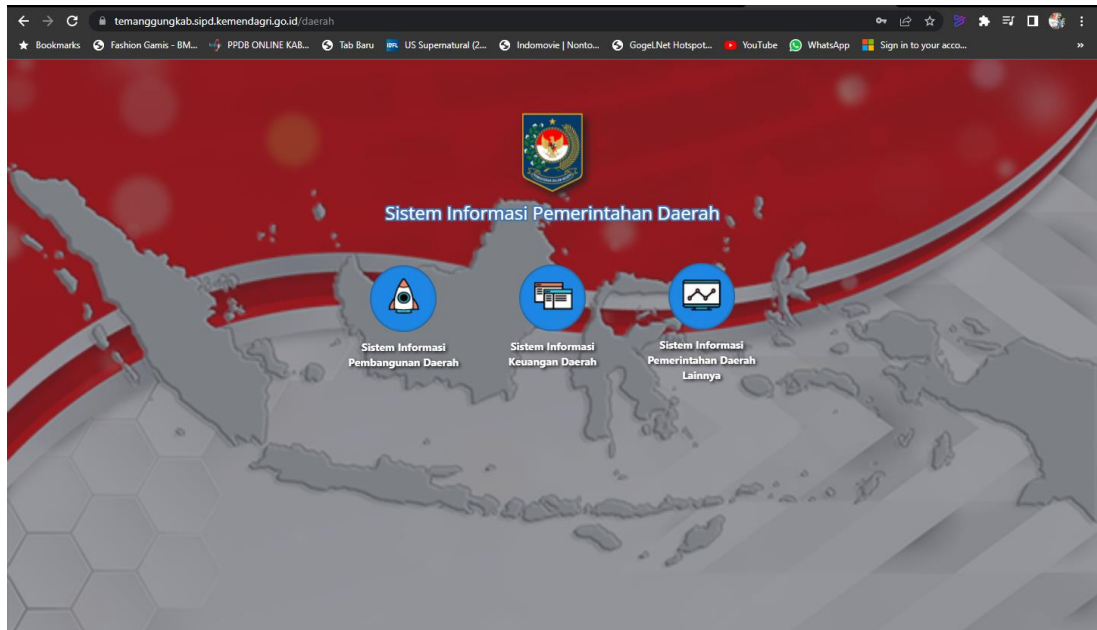 temanggungkab.sipd.kemendagri.go.id/daerah
Bookmarks Fashion Gamis - BM... PPDB ONLINE KAB... Tab Baru US Supernatural (2... Indomovie | Nonto... GogeLNet Hotspot... YouTube WhatsApp Sign in to your acco... »
Sistem Informasi Pemerintahan Daerah
Sistem Informasi
Pembangunan Daerah
Sistem Informasi
Keuangan Daerah
Sistem Informasi
Pemerintahan Daerah
Lainnya